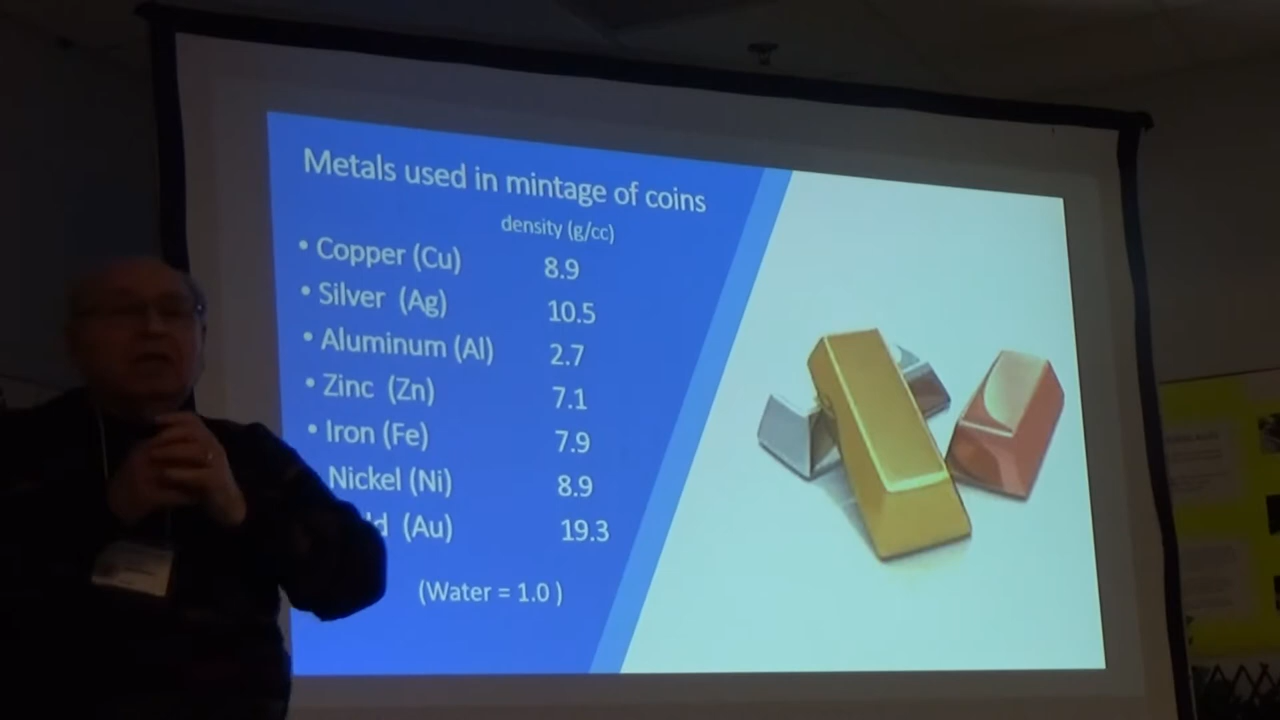 Metals used in mintage of coins
density (g/cc)
• Copper (Cu) 8.9
• Silver (Ag) 10.5
• Aluminum (Al) 2.7
• Zinc (Zn) 7.1
• Iron (Fe) 7.9
Nickel (Ni) 8.9
ld (Au) 19.3
(Water = 1.0 )